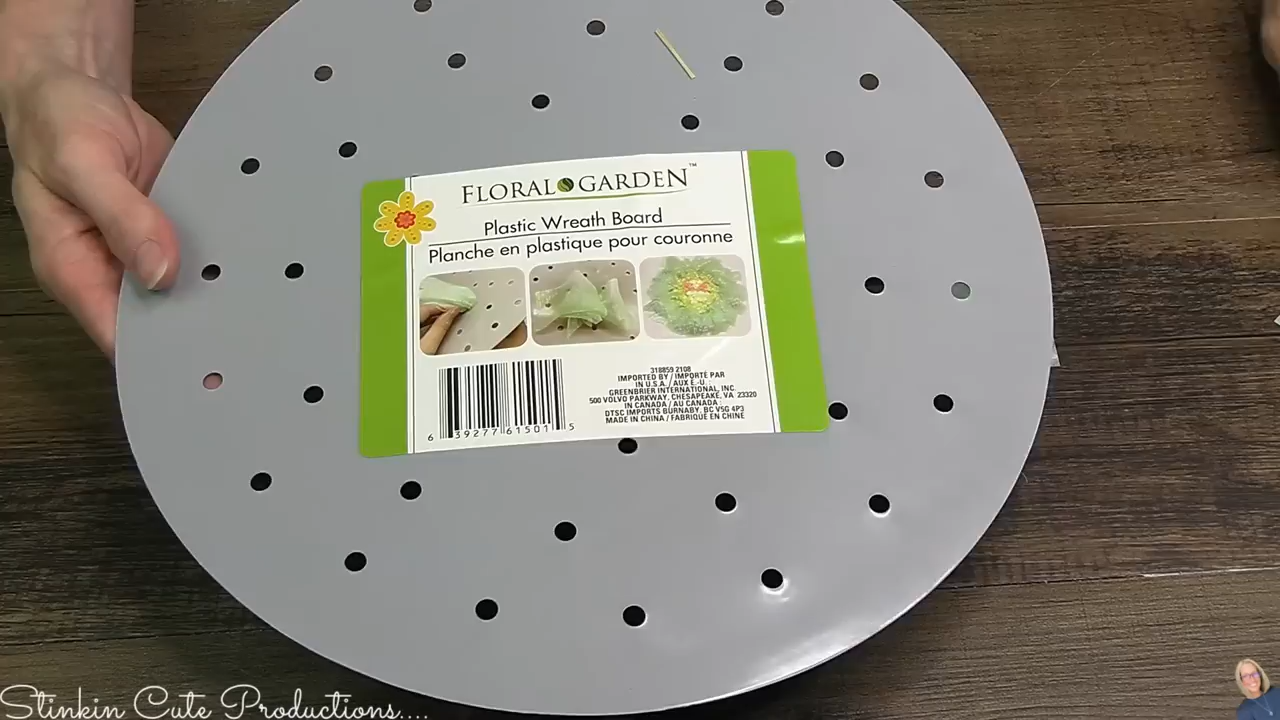 FLORAL GARDEN™
Plastic Wreath Board
Planche en plastique pour couronne
318859 2108
IMPORTED BY / IMPORTÉ PAR
IN U.S.A. / AUX É.-U. :
GREENBRIER INTERNATIONAL, INC.
500 VOLVO PARKWAY, CHESAPEAKE, VA 23320
IN CANADA / AU CANADA :
DTSC IMPORTS BURNABY, BC V5G 4P3
MADE IN CHINA / FABRIQUÉ EN CHINE
6 39277 61501 5
Stinkin Cute Productions....